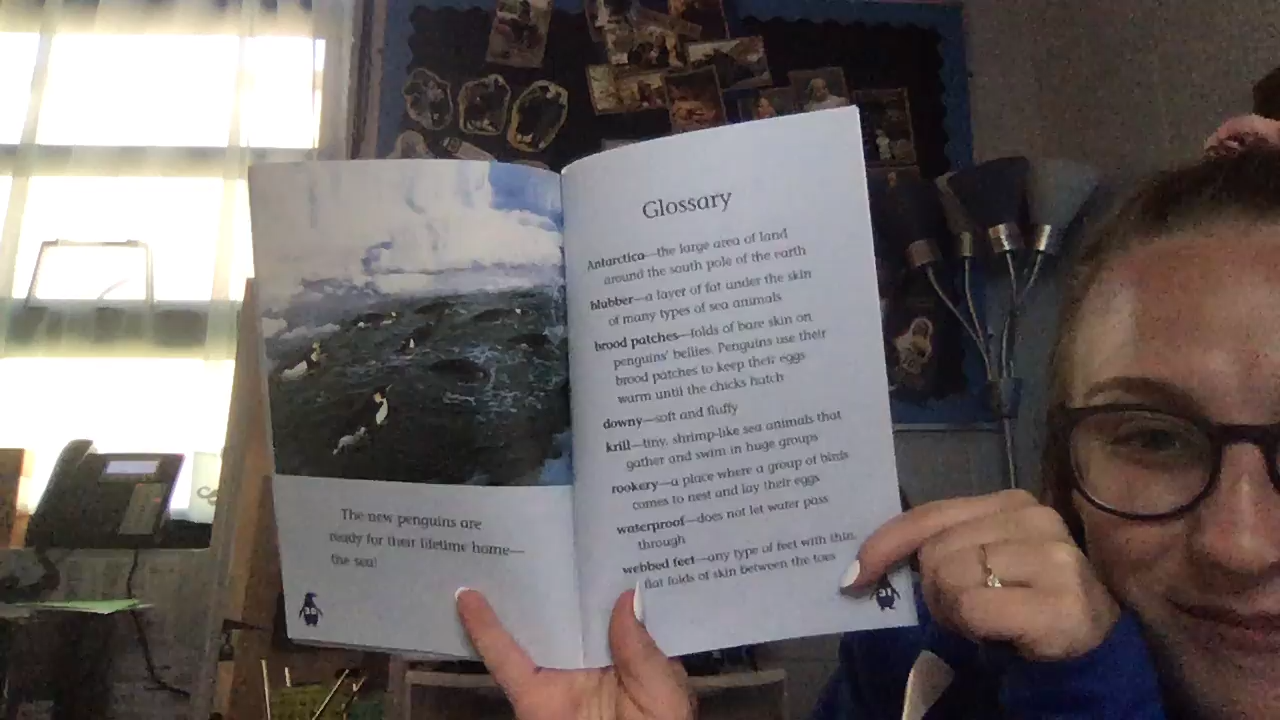 The new penguins are
ready for their lifetime home—
the sea!
Glossary
Antarctica—the large area of land
around the south pole of the earth
blubber—a layer of fat under the skin
of many types of sea animals
brood patches—folds of bare skin on
penguins' bellies. Penguins use their
brood patches to keep their eggs
warm until the chicks hatch
downy—soft and fluffy
krill—tiny, shrimp-like sea animals that
gather and swim in huge groups
rookery—a place where a group of birds
comes to nest and lay their eggs
waterproof—does not let water pass
through
webbed feet—any type of feet with thin,
flat folds of skin between the toes